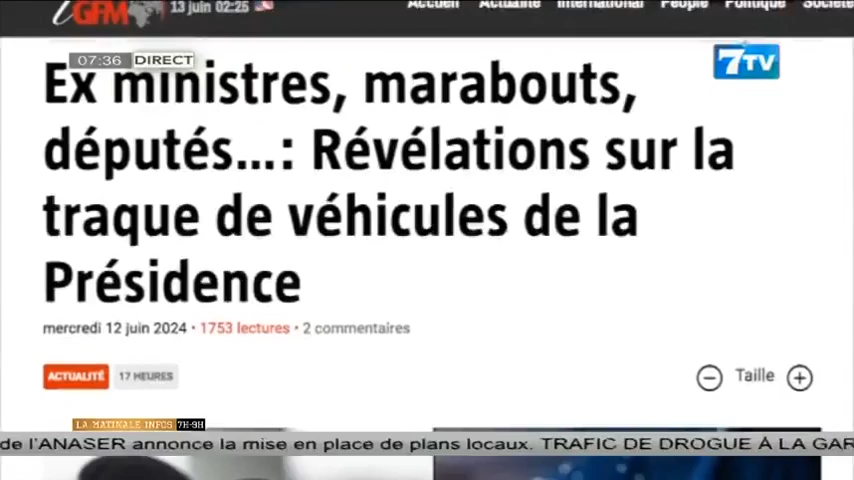 iGFM 13 juin 02:25 Accueil Actualité International People Politique Société
07:36 DIRECT
7TV
Ex ministres, marabouts,
députés...: Révélations sur la
traque de véhicules de la
Présidence
mercredi 12 juin 2024 • 1753 lectures • 2 commentaires
ACTUALITÉ 17 HEURES
Taille
LA MATINALE INFOS 7H-9H
de l'ANASER annonce la mise en place de plans locaux. TRAFIC DE DROGUE À LA GAR